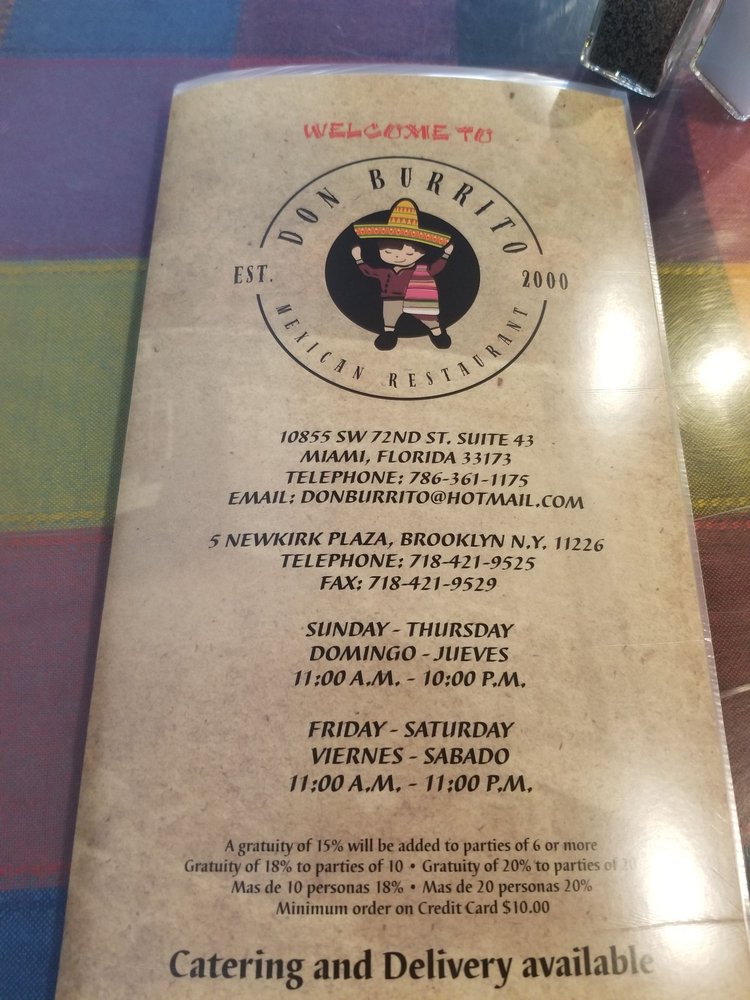 WELCOME TO
DON BURRITO
EST. 2000
MEXICAN RESTAURANT
10855 SW 72ND ST. SUITE 43
MIAMI, FLORIDA 33173
TELEPHONE: 786-361-1175
EMAIL: DONBURRITO@HOTMAIL.COM
5 NEWKIRK PLAZA, BROOKLYN N.Y. 11226
TELEPHONE: 718-421-9525
FAX: 718-421-9529
SUNDAY - THURSDAY
DOMINGO - JUEVES
11:00 A.M. - 10:00 P.M.
FRIDAY - SATURDAY
VIERNES - SABADO
11:00 A.M. - 11:00 P.M.
A gratuity of 15% will be added to parties of 6 or more
Gratuity of 18% to parties of 10 • Gratuity of 20% to parties of 20
Mas de 10 personas 18% • Mas de 20 personas 20%
Minimum order on Credit Card $10.00
Catering and Delivery available